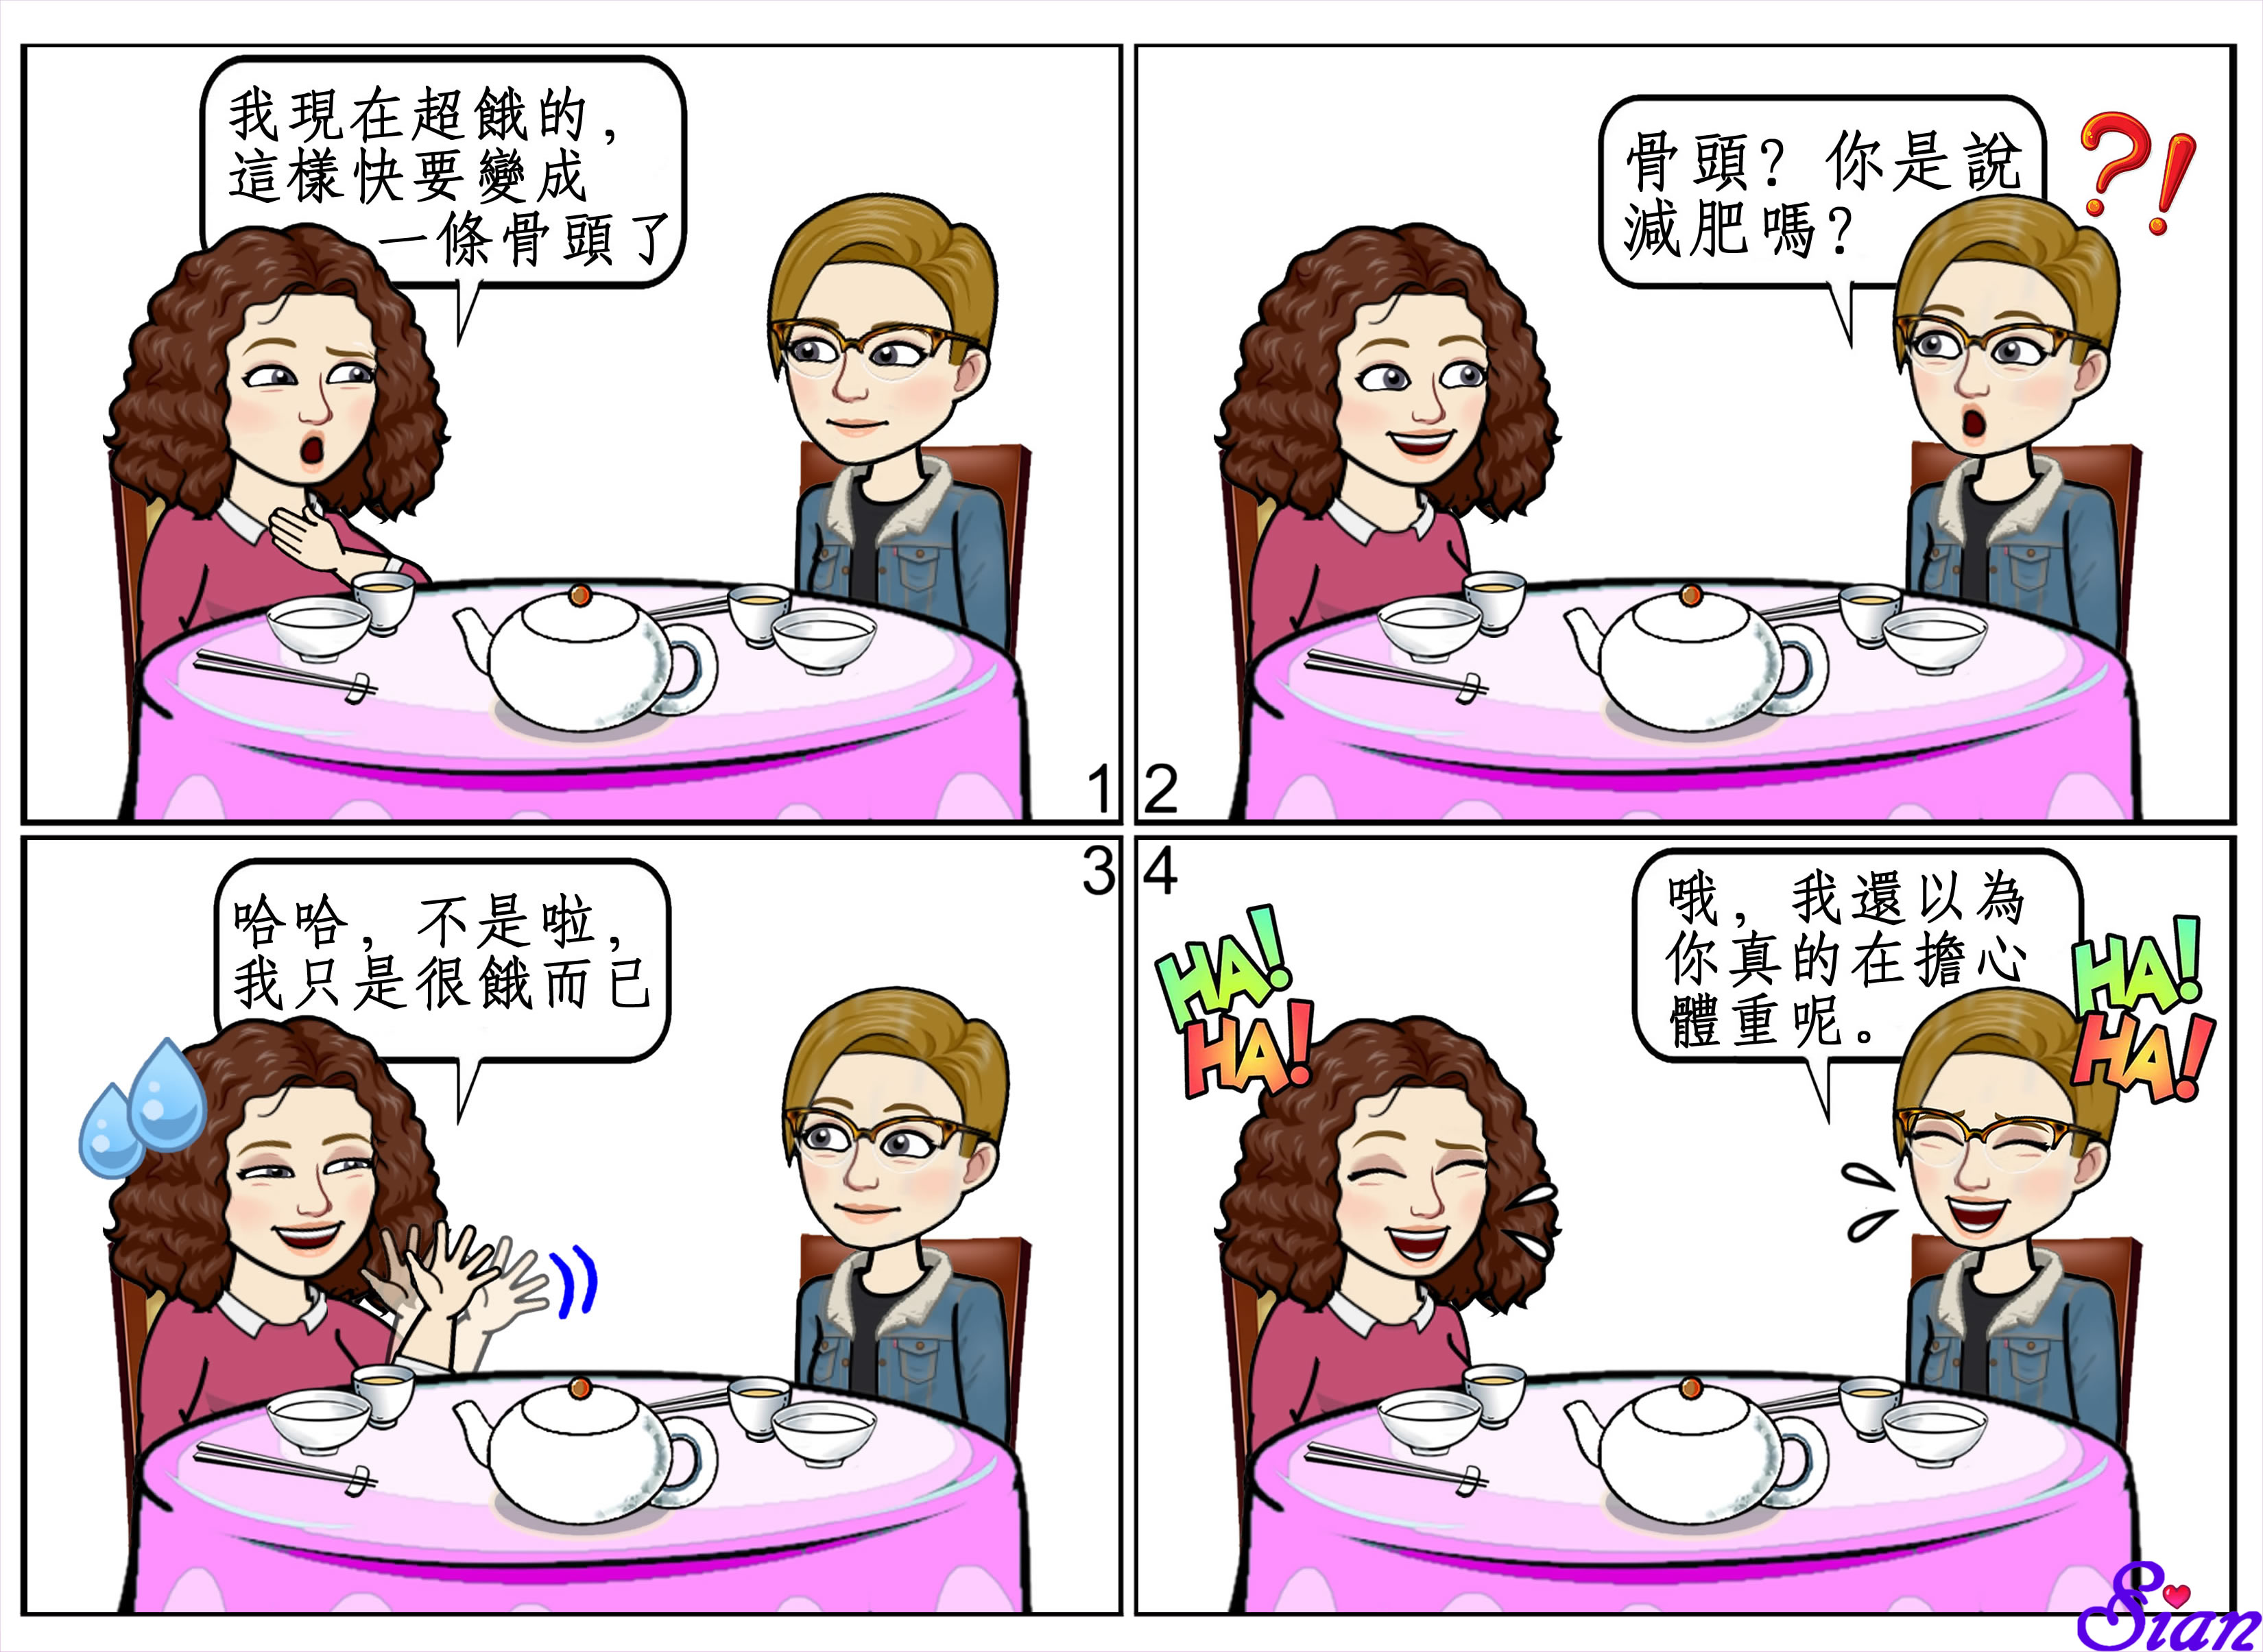 我現在超餓的,
這樣快要變成
一條骨頭了
1
骨頭? 你是說
減肥嗎?
?!
2
哈哈, 不是啦,
我只是很餓而已
3
哦, 我還以為
你真的在擔心
體重呢。
HA!
HA!
HA!
HA!
4
Sian